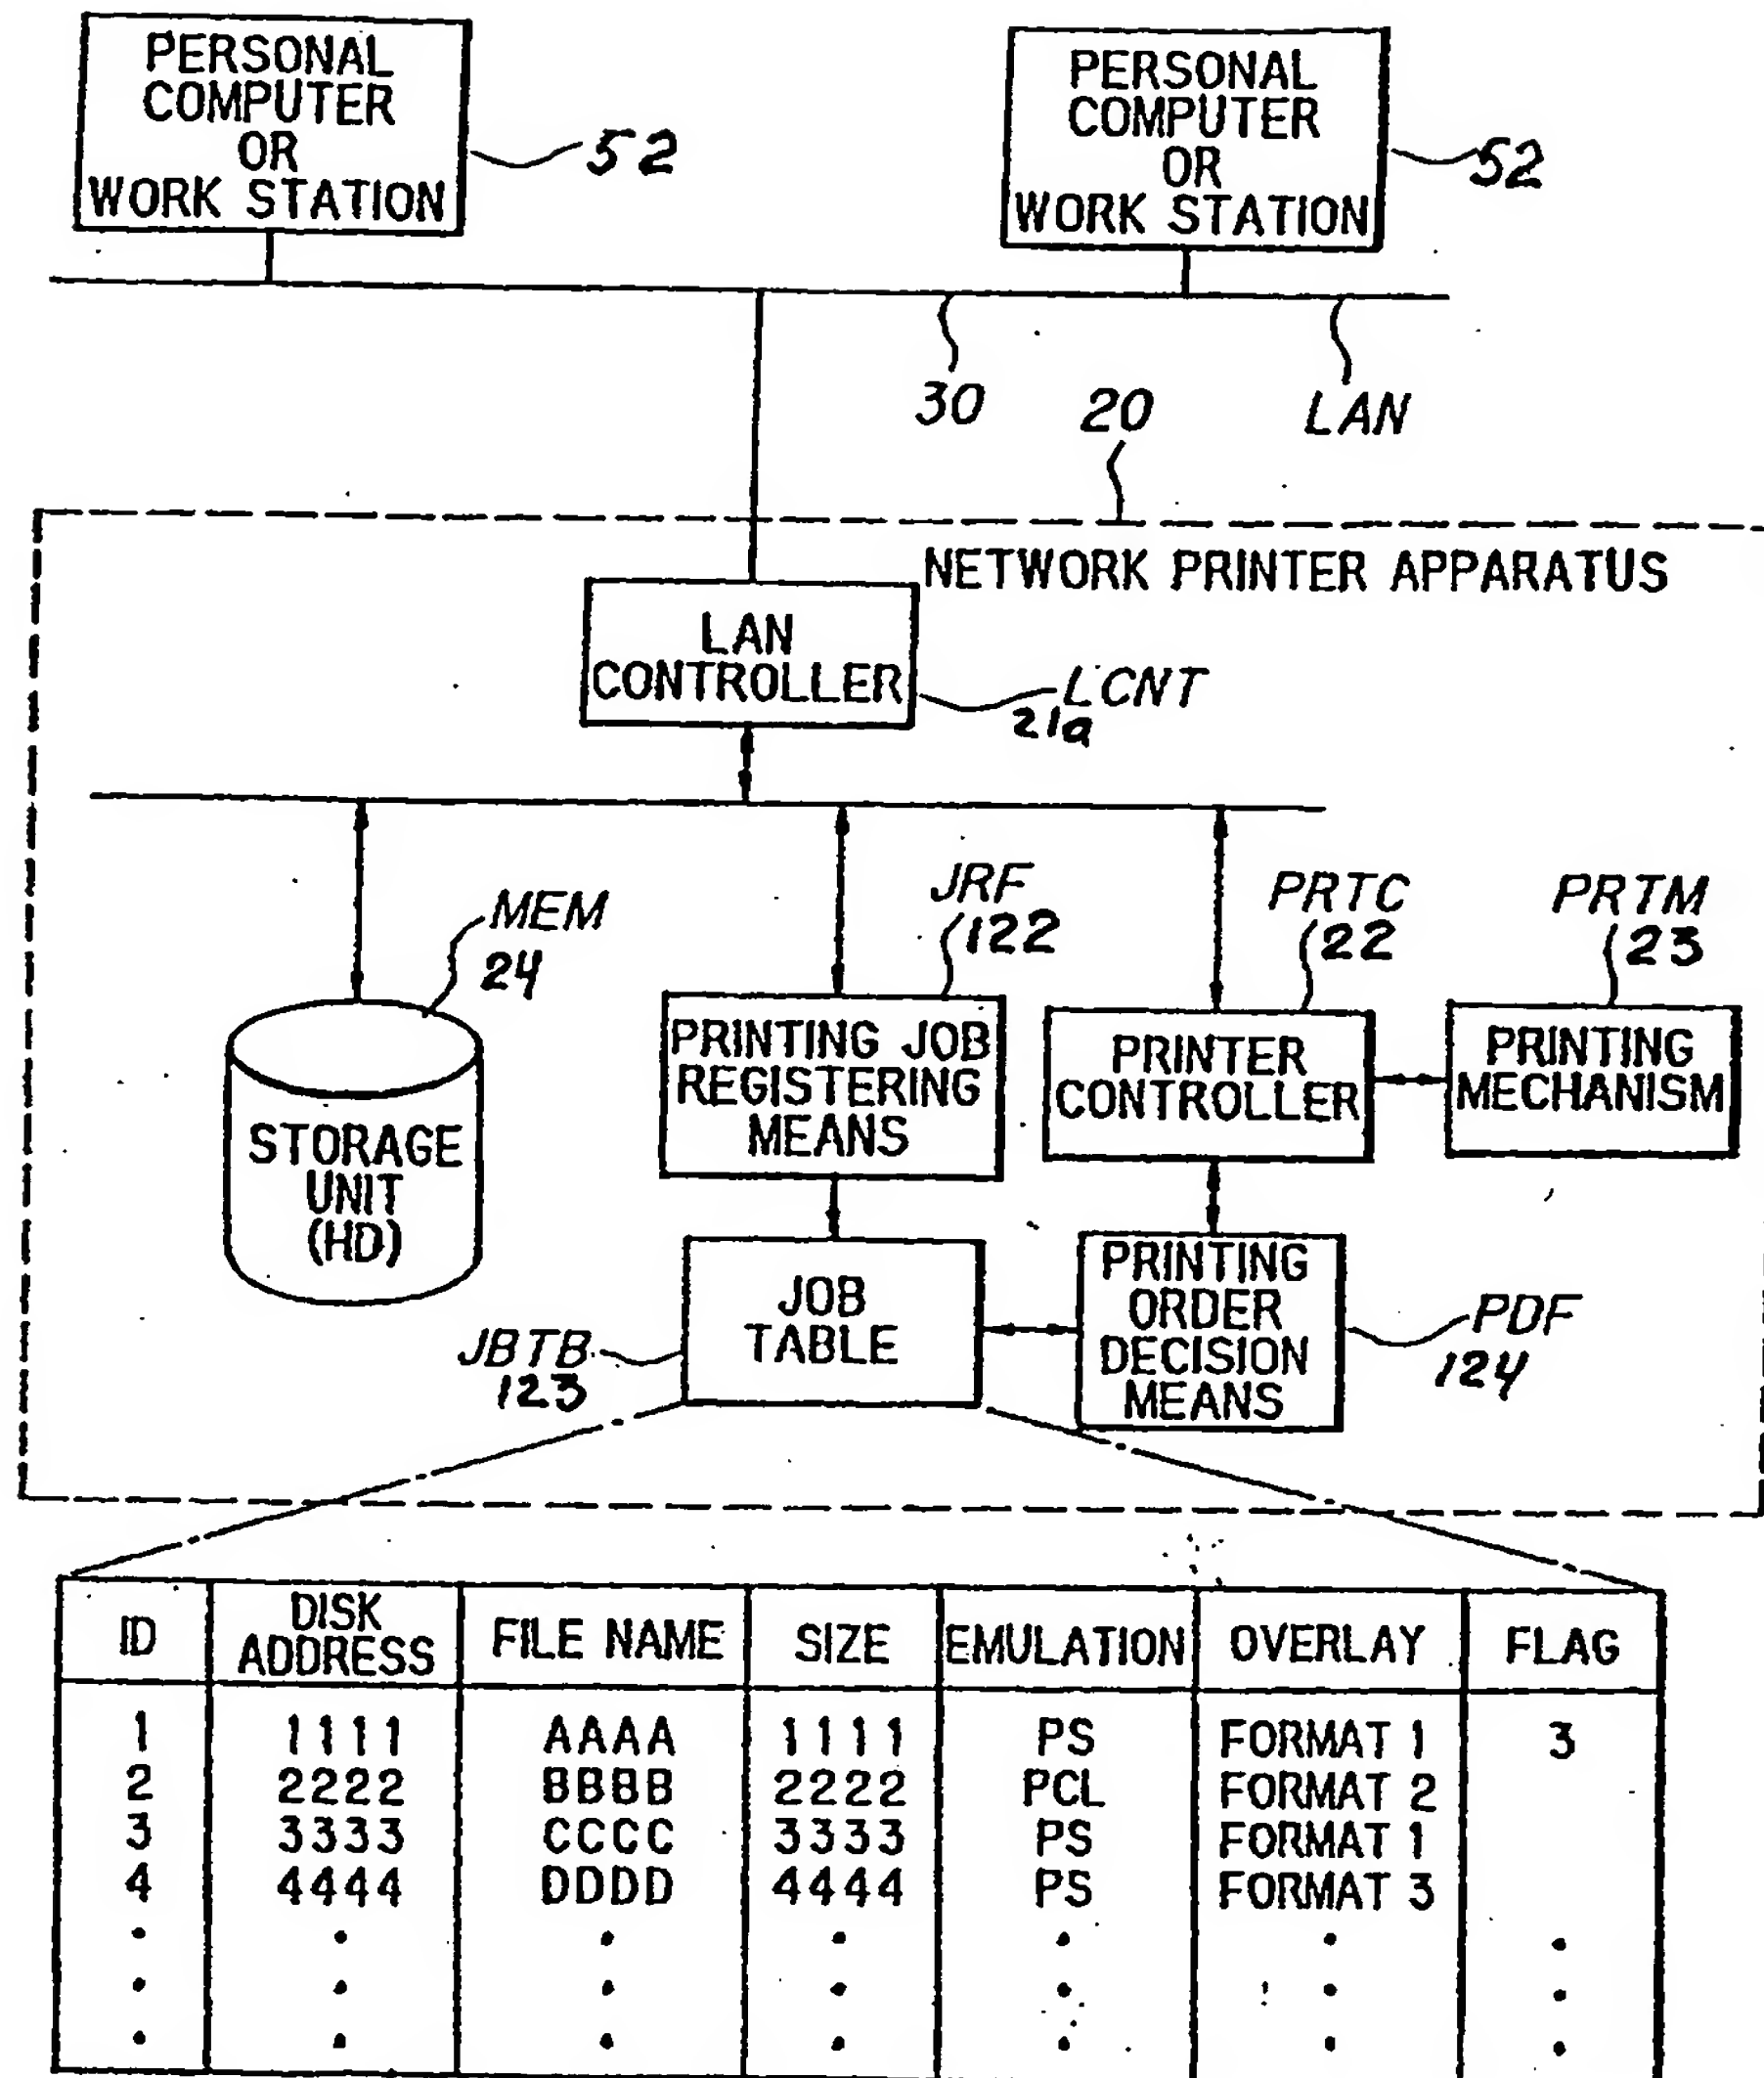 PERSONAL
COMPUTER
OR
WORK STATION
52
PERSONAL
COMPUTER
OR
WORK STATION
52
30
20
LAN
NETWORK PRINTER APPARATUS
LAN
CONTROLLER
LCNT
21a
MEM
24
JRF
122
PRTC
22
PRTM
23
STORAGE
UNIT
(HD)
PRINTING JOB
REGISTERING
MEANS
PRINTER
CONTROLLER
PRINTING
MECHANISM
JBTB
123
JOB
TABLE
PRINTING
ORDER
DECISION
MEANS
PDF
124
ID DISK ADDRESS FILE NAME SIZE EMULATION OVERLAY FLAG
1 1111 AAAA 1111 PS FORMAT 1 3
2 2222 BBBB 2222 PCL FORMAT 2
3 3333 CCCC 3333 PS FORMAT 1
4 4444 DDDD 4444 PS FORMAT 3